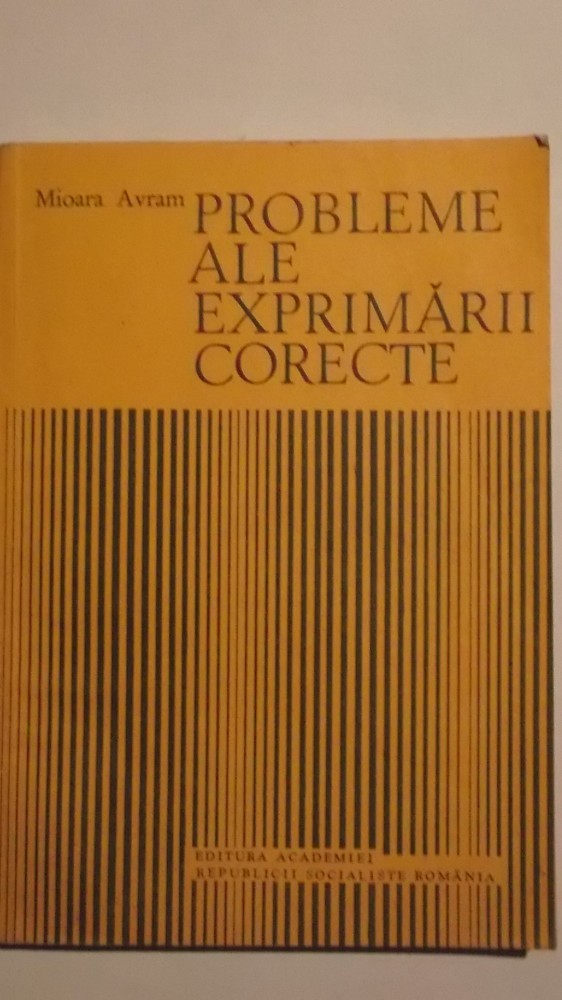 Mioara Avram
PROBLEME
ALE
EXPRIMĂRII
CORECTE
EDITURA ACADEMIEI
REPUBLICII SOCIALISTE ROMÂNIA